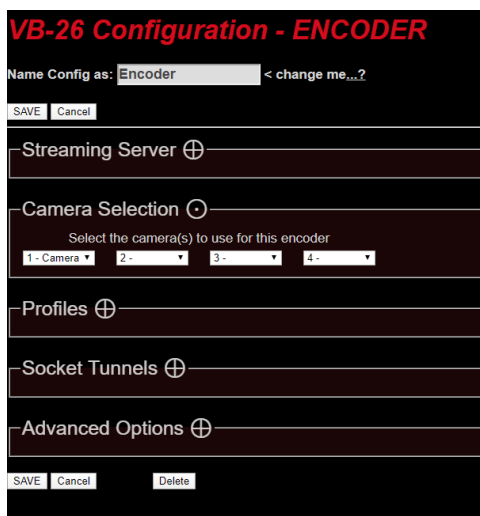 VB-26 Configuration - ENCODER
Name Config as: Encoder < change me...?
SAVE Cancel
Streaming Server
Camera Selection
Select the camera(s) to use for this encoder
1 - Camera 2 - 3 - 4 -
Profiles
Socket Tunnels
Advanced Options
SAVE Cancel Delete